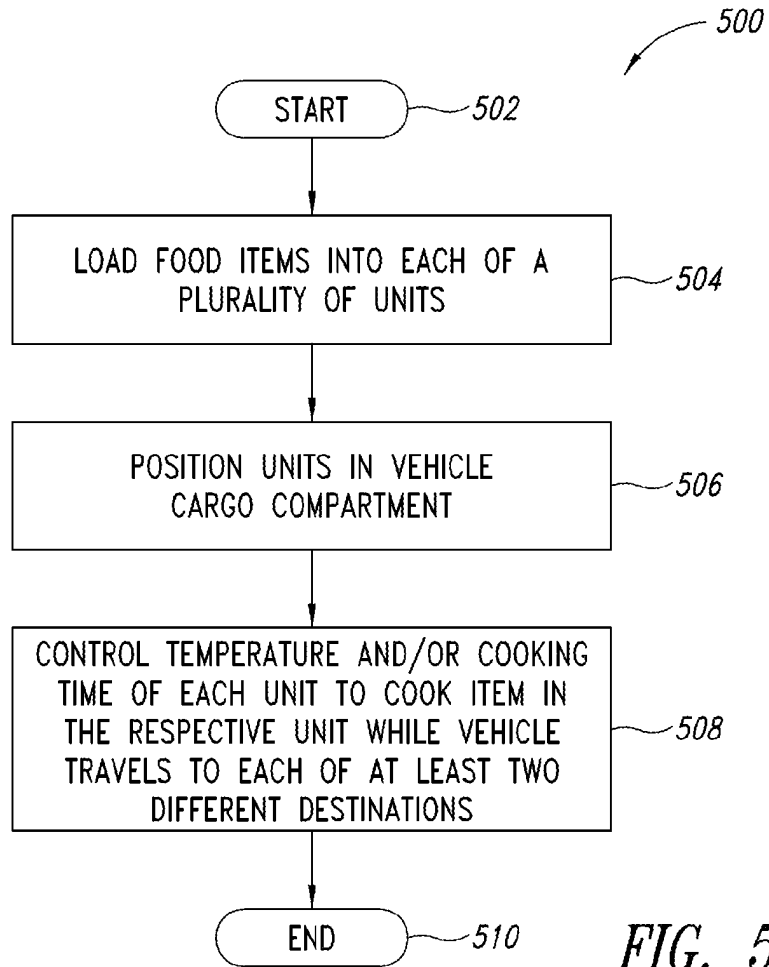 500
START 502
LOAD FOOD ITEMS INTO EACH OF A
PLURALITY OF UNITS
504
POSITION UNITS IN VEHICLE
CARGO COMPARTMENT
506
CONTROL TEMPERATURE AND/OR COOKING
TIME OF EACH UNIT TO COOK ITEM IN
THE RESPECTIVE UNIT WHILE VEHICLE
TRAVELS TO EACH OF AT LEAST TWO
DIFFERENT DESTINATIONS
508
END 510
FIG. 5